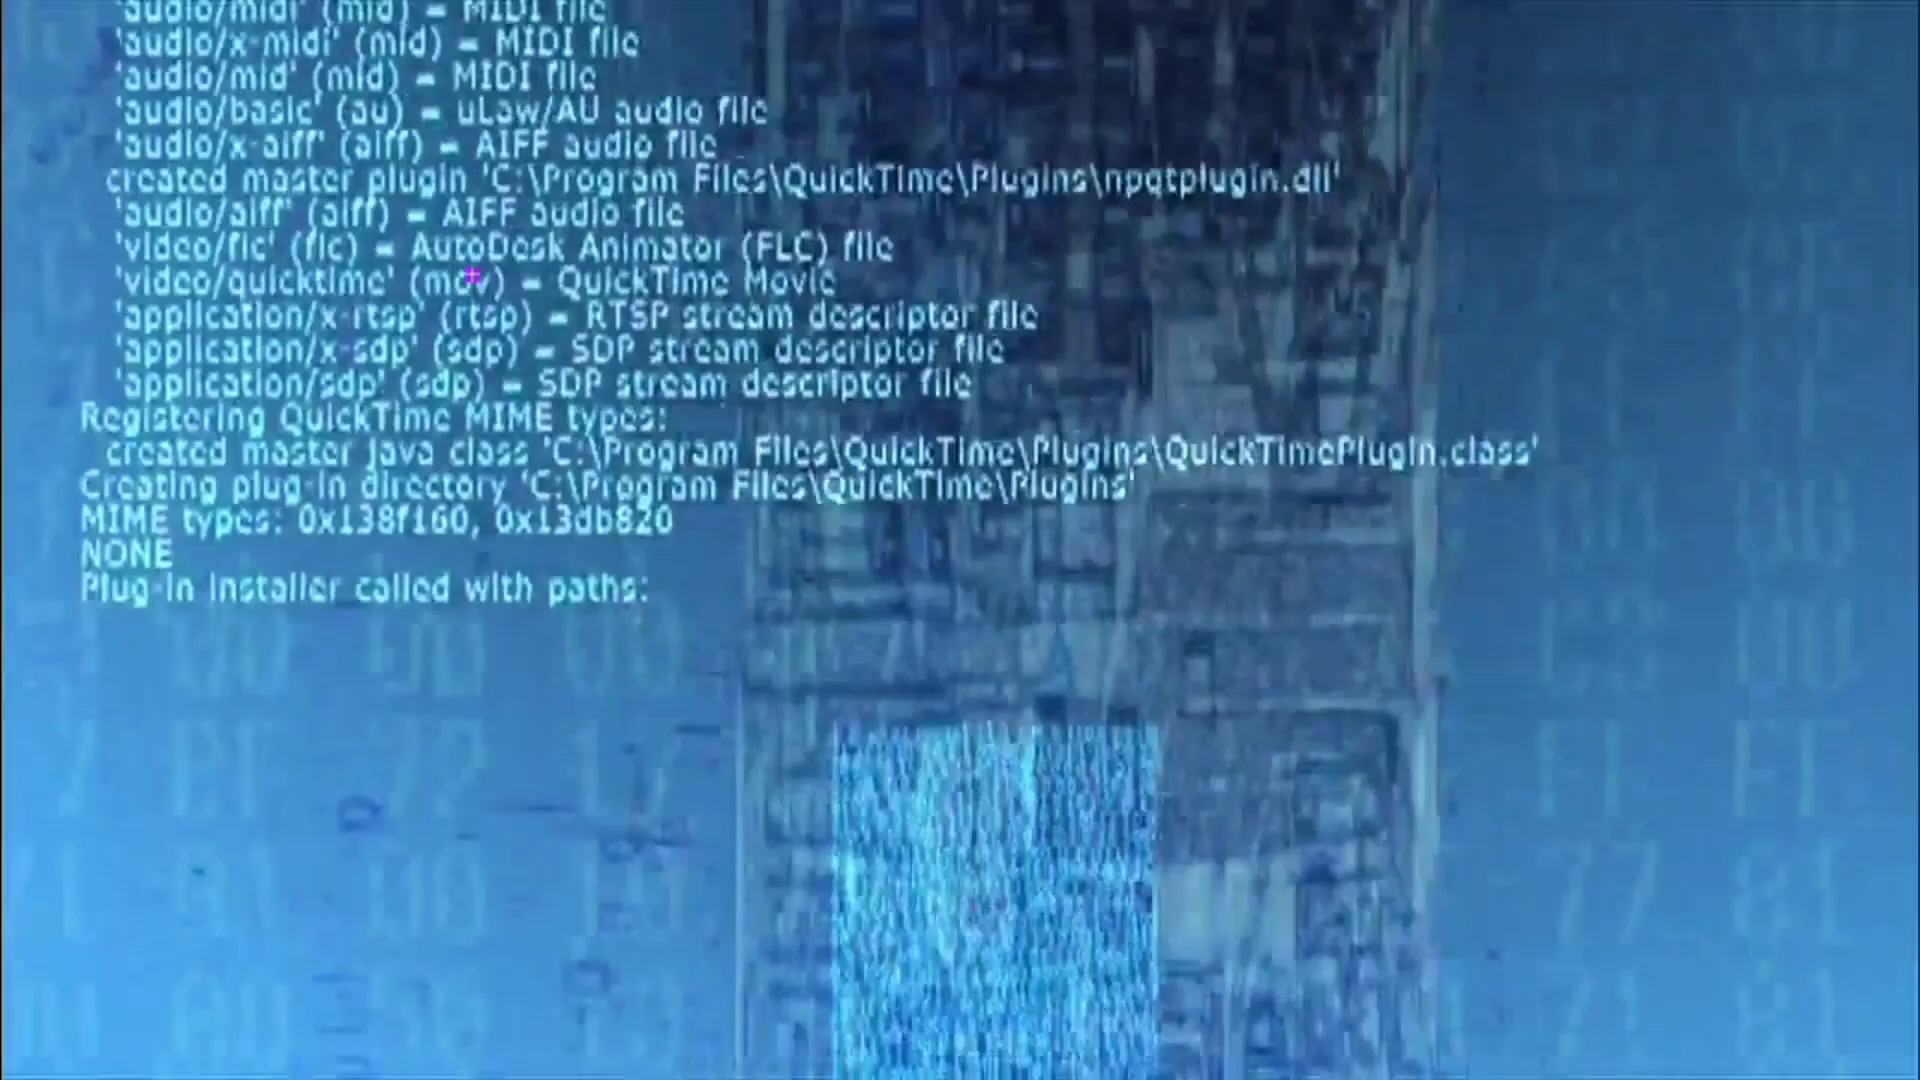 'audio/midi' (mid) = MIDI file
'audio/x-midi' (mid) = MIDI file
'audio/mid' (mid) = MIDI file
'audio/basic' (au) = uLaw/AU audio file
'audio/x-aiff' (aiff) = AIFF audio file
created master plugin 'C:\Program Files\QuickTime\Plugins\npqtplugin.dll'
'audio/aiff' (aiff) = AIFF audio file
'video/flc' (flc) = AutoDesk Animator (FLC) file
'video/quicktime' (mov) = QuickTime Movie
'application/x-rtsp' (rtsp) = RTSP stream descriptor file
'application/x-sdp' (sdp) = SDP stream descriptor file
'application/sdp' (sdp) = SDP stream descriptor file
Registering QuickTime MIME types:
created master java class 'C:\Program Files\QuickTime\Plugins\QuickTimePlugin.class'
Creating plug-in directory 'C:\Program Files\QuickTime\Plugins'
MIME types: 0x138f160, 0x13db820
NONE
Plug-in installer called with paths: